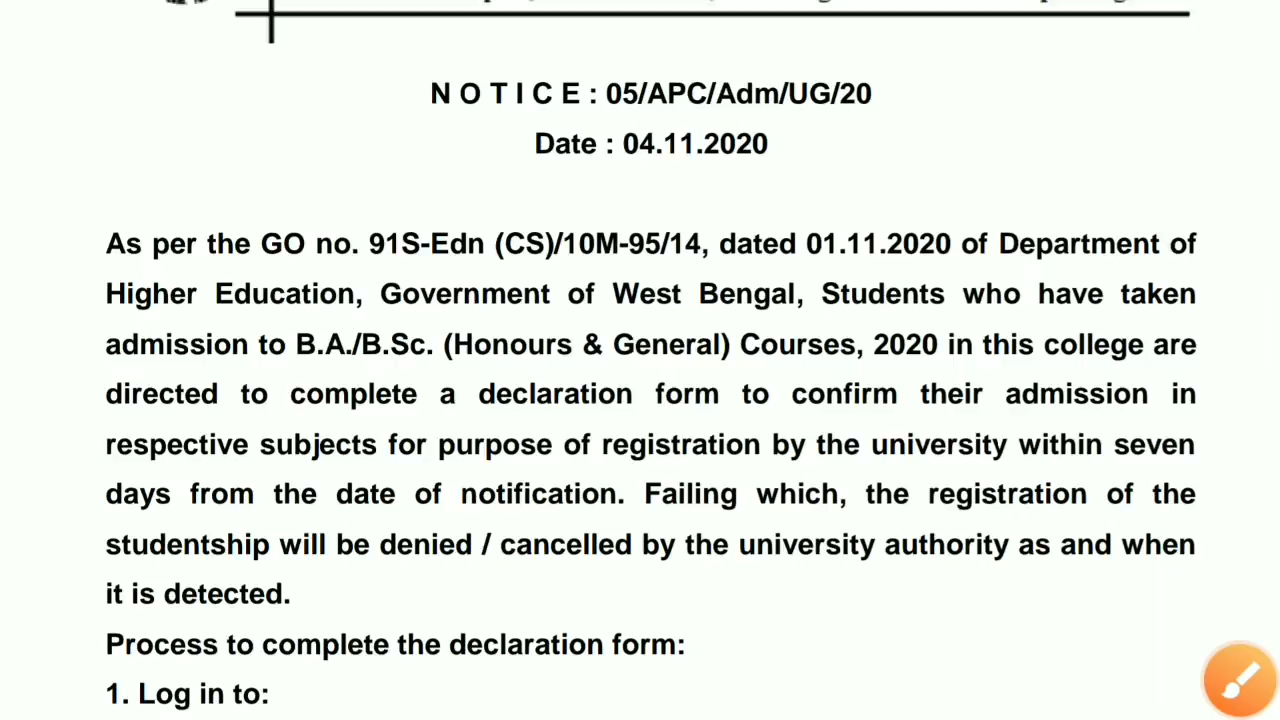 N O T I C E : 05/APC/Adm/UG/20
Date : 04.11.2020
As per the GO no. 91S-Edn (CS)/10M-95/14, dated 01.11.2020 of Department of
Higher Education, Government of West Bengal, Students who have taken
admission to B.A./B.Sc. (Honours & General) Courses, 2020 in this college are
directed to complete a declaration form to confirm their admission in
respective subjects for purpose of registration by the university within seven
days from the date of notification. Failing which, the registration of the
studentship will be denied / cancelled by the university authority as and when
it is detected.
Process to complete the declaration form:
1. Log in to: